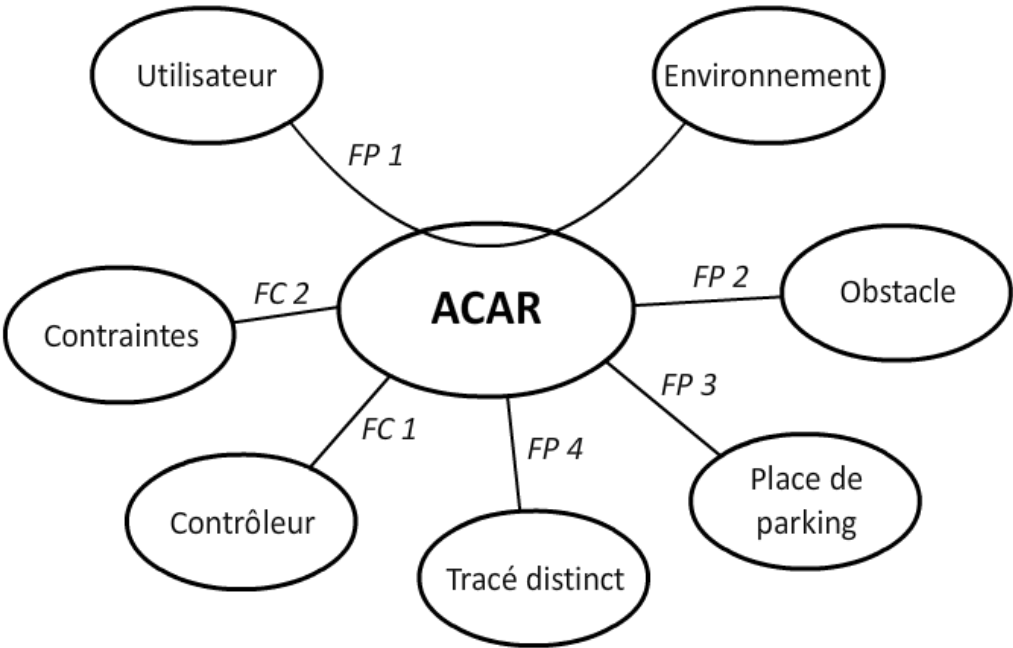 Utilisateur
Environnement
FP 1
FP 2
Obstacle
FC 2
ACAR
Contraintes
FP 3
FC 1
FP 4
Place de
parking
Contrôleur
Tracé distinct